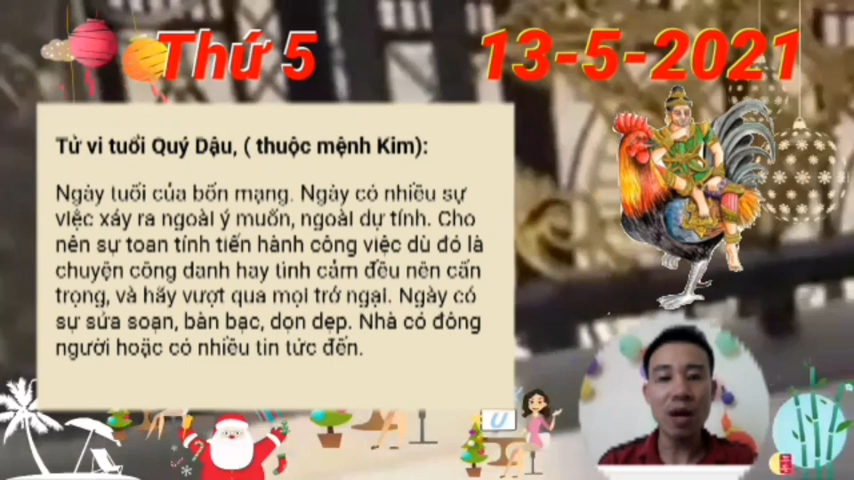 Thứ 5
13-5-2021
Tử vi tuổi Quý Dậu, ( thuộc mệnh Kim):
Ngày tuổi của bổn mạng. Ngày có nhiều sự
việc xảy ra ngoài ý muốn, ngoài dự tính. Cho
nên sự toan tính tiến hành công việc dù đó là
chuyện công danh hay tình cảm đều nên cẩn
trọng, và hãy vượt qua mọi trở ngại. Ngày có
sự sửa soạn, bàn bạc, dọn dẹp. Nhà có đông
người hoặc có nhiều tin tức đến.
U